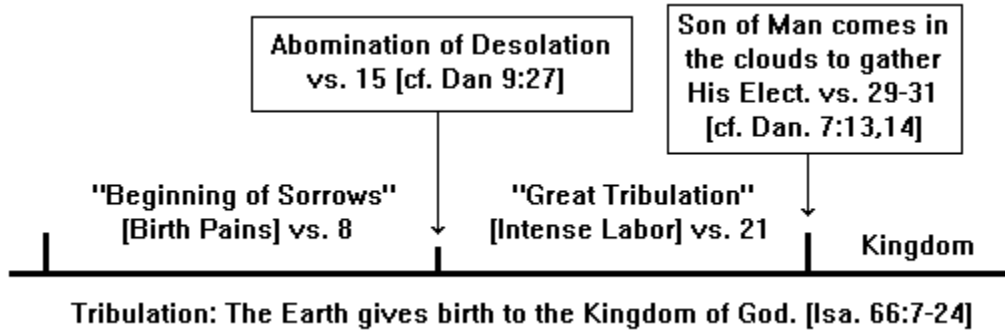 Abomination of Desolation
vs. 15 [cf. Dan 9:27]
Son of Man comes in
the clouds to gather
His Elect. vs. 29-31
[cf. Dan. 7:13,14]
"Beginning of Sorrows"
[Birth Pains] vs. 8
"Great Tribulation"
[Intense Labor] vs. 21
Kingdom
Tribulation: The Earth gives birth to the Kingdom of God. [Isa. 66:7-24]